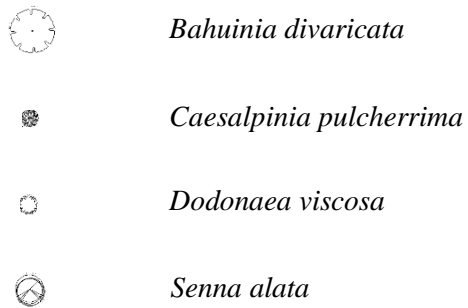 Bahuinia divaricata
Caesalpinia pulcherrima
Dodonaea viscosa
Senna alata